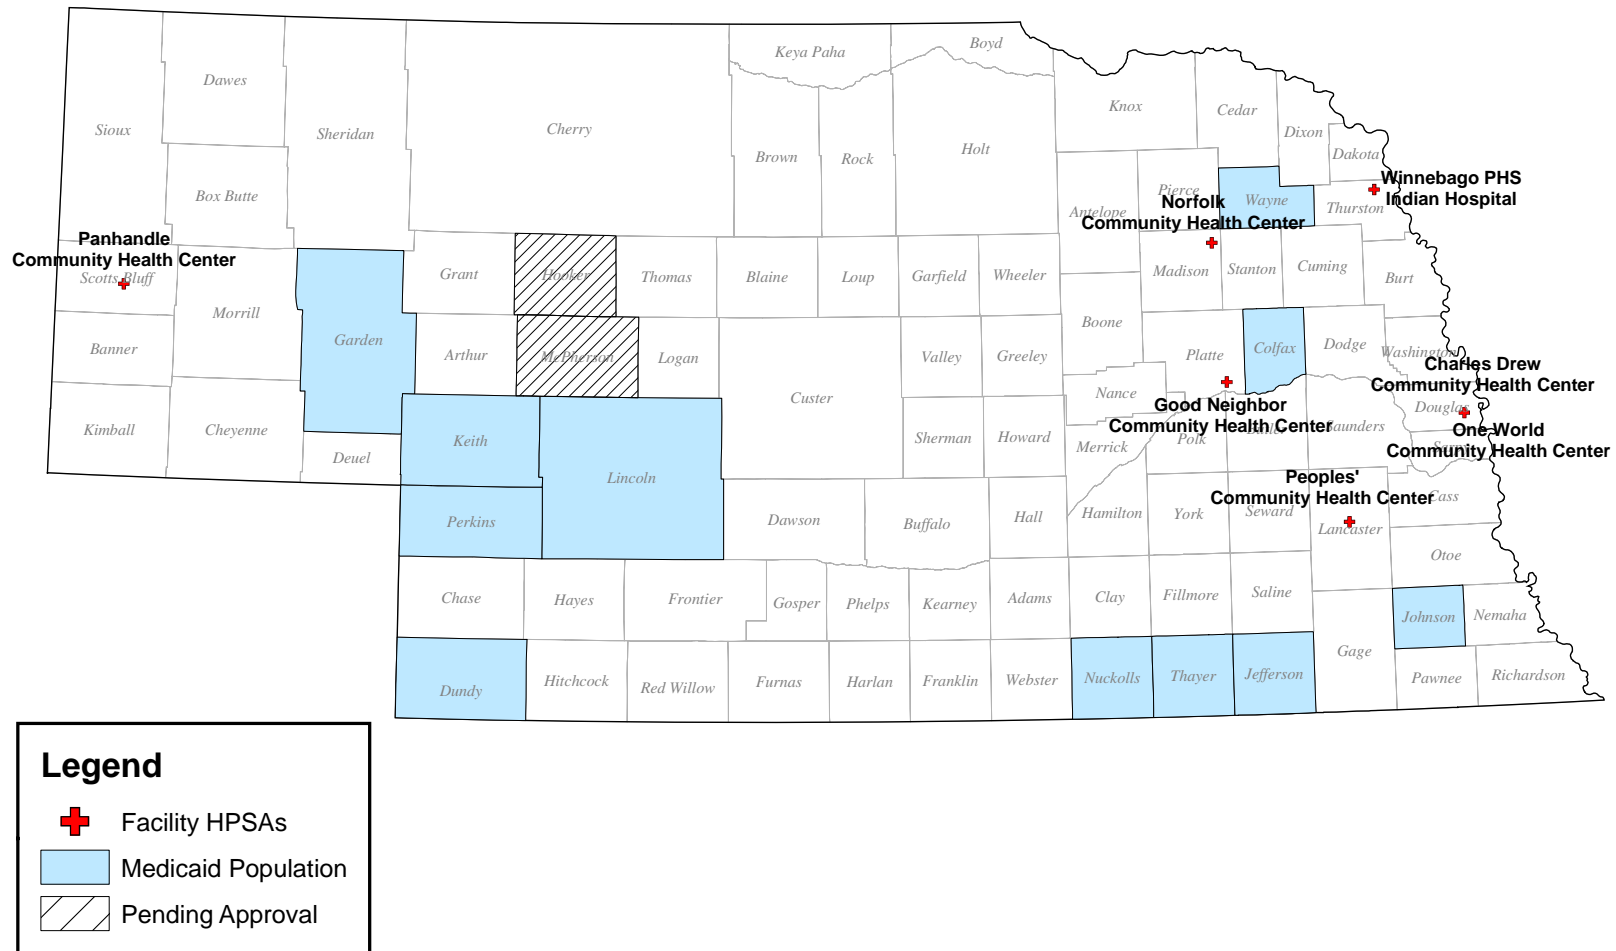 Boyd
Keya Paha
Dawes
Knox
Cedar
Sioux
Sheridan
Cherry
Dixon
Holt
Brown
Rock
Dakota
Winnebago PHS
Indian Hospital
Box Butte
Pierce
Norfolk
Community Health Center
Wayne
Thurston
Antelope
Panhandle
Community Health Center
Scotts Bluff
Grant
Hooker
Thomas
Blaine
Loup
Garfield
Wheeler
Madison
Stanton
Cuming
Burt
Morrill
Garden
Banner
Arthur
McPherson
Logan
Valley
Greeley
Boone
Platte
Colfax
Dodge
Washington
Charles Drew
Community Health Center
Custer
Nance
Good Neighbor
Community Health Center
Douglas
Kimball
Cheyenne
Deuel
Keith
Lincoln
Sherman
Howard
Merrick
Polk
Butler
Saunders
One World
Community Health Center
Sarpy
Peoples'
Community Health Center
Cass
Perkins
Dawson
Buffalo
Hall
Hamilton
York
Seward
Lancaster
Otoe
Chase
Hayes
Frontier
Gosper
Phelps
Kearney
Adams
Clay
Fillmore
Saline
Johnson
Nemaha
Gage
Dundy
Hitchcock
Red Willow
Furnas
Harlan
Franklin
Webster
Nuckolls
Thayer
Jefferson
Pawnee
Richardson
Legend
Facility HPSAs
Medicaid Population
Pending Approval